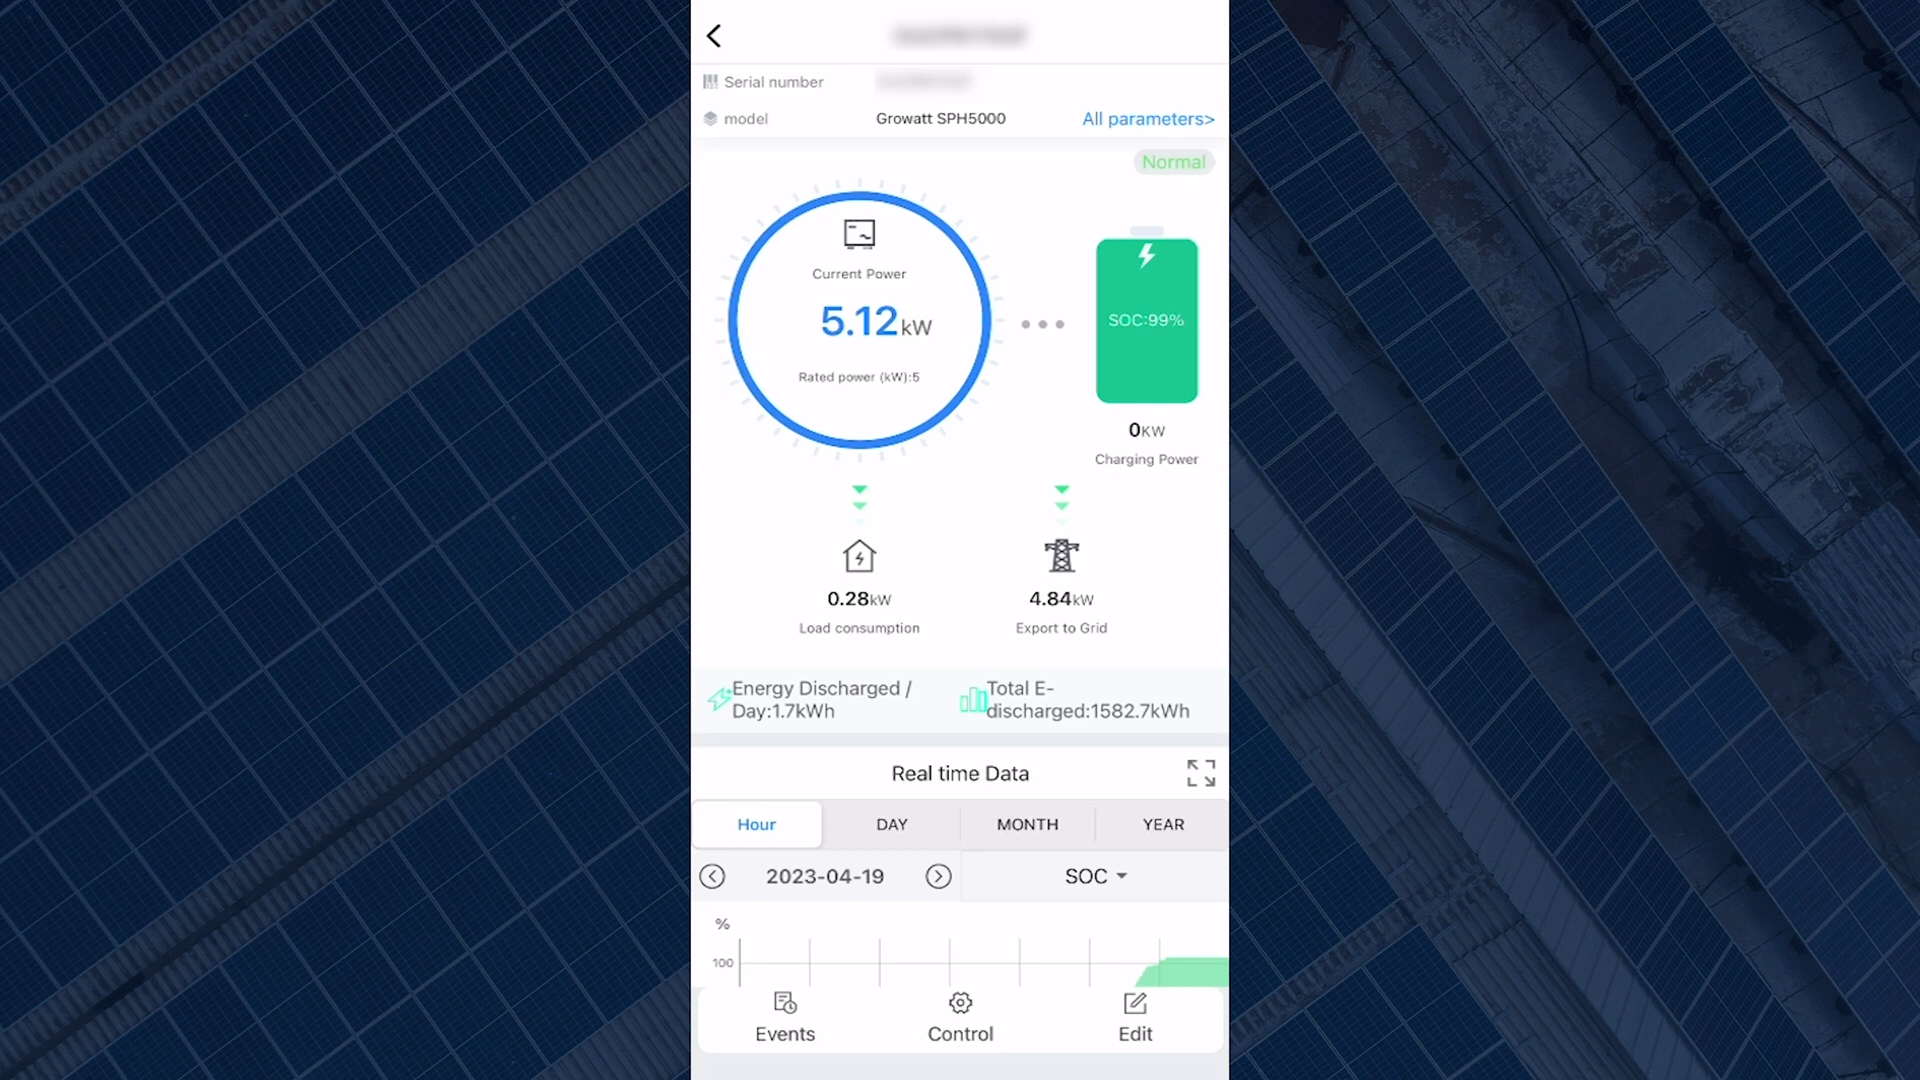 Serial number
model
Growatt SPH5000
All parameters>
Normal
Current Power
5.12kW
Rated power (kW):5
SOC:99%
0KW
Charging Power
0.28kW
Load consumption
4.84kW
Export to Grid
Energy Discharged /
Day:1.7kWh
Total E-
discharged:1582.7kWh
Real time Data
Hour
DAY
MONTH
YEAR
2023-04-19
SOC
%
100
Events
Control
Edit